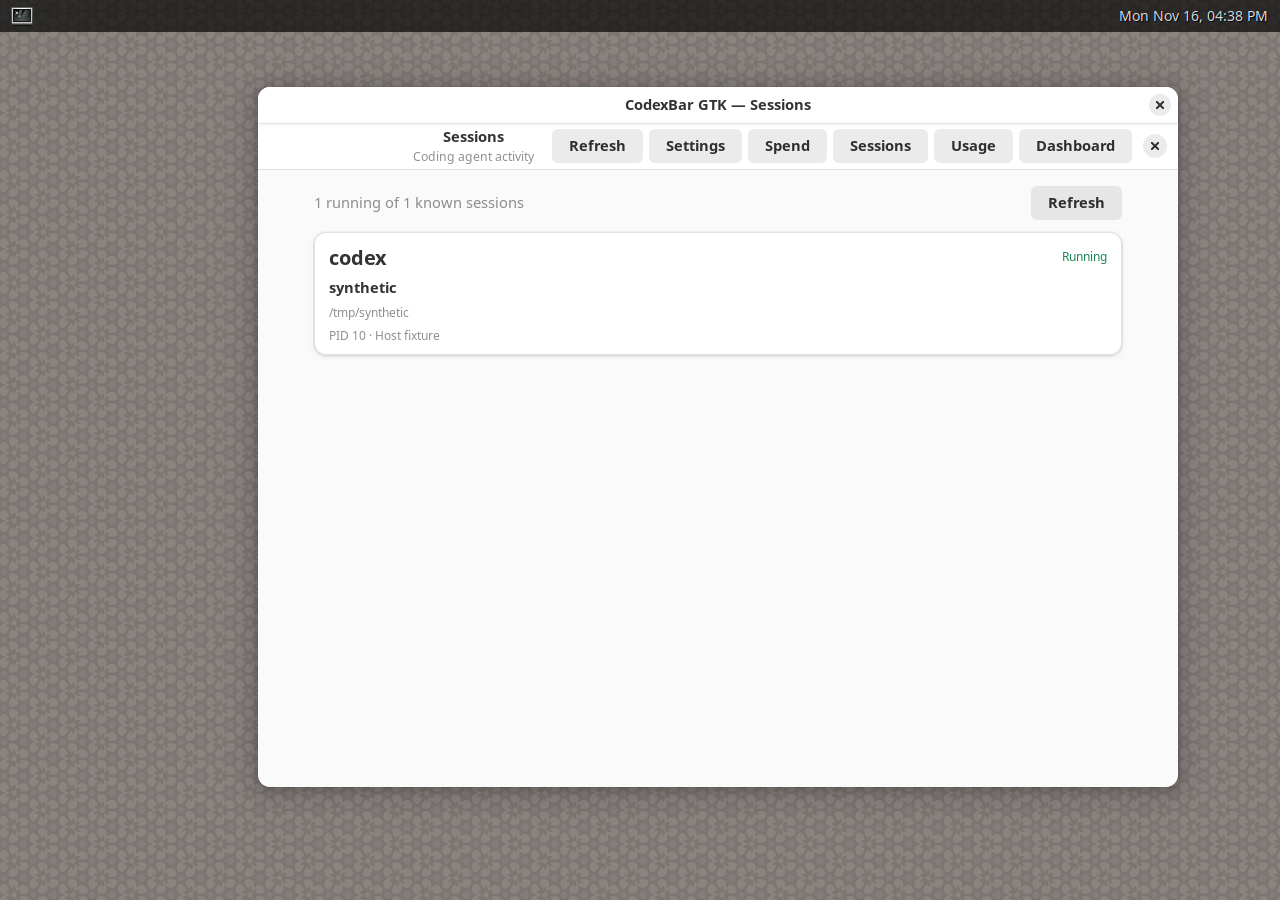 Mon Nov 16, 04:38 PM
CodexBar GTK — Sessions
Sessions
Coding agent activity
Refresh
Settings
Spend
Sessions
Usage
Dashboard
1 running of 1 known sessions
Refresh
codex
Running
synthetic
/tmp/synthetic
PID 10 · Host fixture